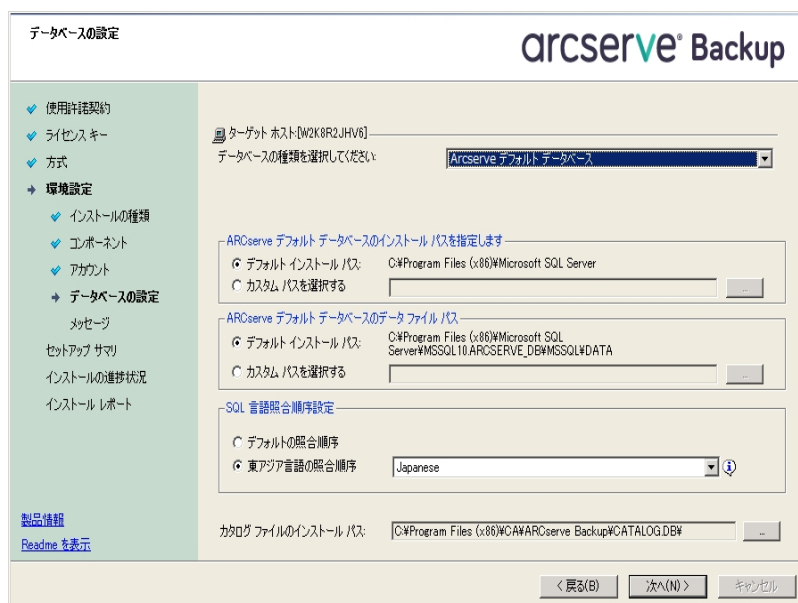 データベースの設定
arcserve® Backup
使用許諾契約
ライセンス キー
方式
環境設定
インストールの種類
コンポーネント
アカウント
データベースの設定
メッセージ
セットアップ サマリ
インストールの進捗状況
インストール レポート
製品情報
Readme を表示
ターゲット ホスト:[W2K8R2JHV6]
データベースの種類を選択してください:
Arcserve デフォルト データベース
ARCserve デフォルト データベースのインストール パスを指定します
デフォルト インストール パス:
C:¥Program Files (x86)¥Microsoft SQL Server
カスタム パスを選択する
...
ARCserve デフォルト データベースのデータ ファイル パス
デフォルト インストール パス:
C:¥Program Files (x86)¥Microsoft SQL
Server¥MSSQL10.ARCSERVE_DB¥MSSQL¥DATA
カスタム パスを選択する
...
SQL 言語照合順序設定
デフォルトの照合順序
東アジア言語の照合順序
Japanese
カタログ ファイルのインストール パス:
C:¥Program Files (x86)¥CA¥ARCserve Backup¥CATALOG.DB¥
...
< 戻る(B)
次へ(N) >
キャンセル